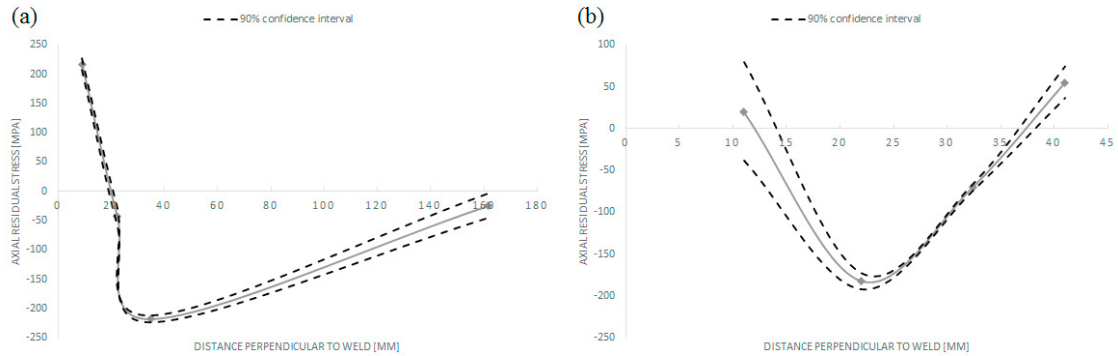 (a)
90% confidence interval
AXIAL RESIDUAL STRESS [MPA]
250
200
150
100
50
0
-50
-100
-150
-200
-250
0 20 40 60 80 100 120 140 160 180
DISTANCE PERPENDICULAR TO WELD [MM]
(b)
90% confidence interval
AXIAL RESIDUAL STRESS [MPA]
100
50
0
-50
-100
-150
-200
-250
0 5 10 15 20 25 30 35 40 45
DISTANCE PERPENDICULAR TO WELD [MM]